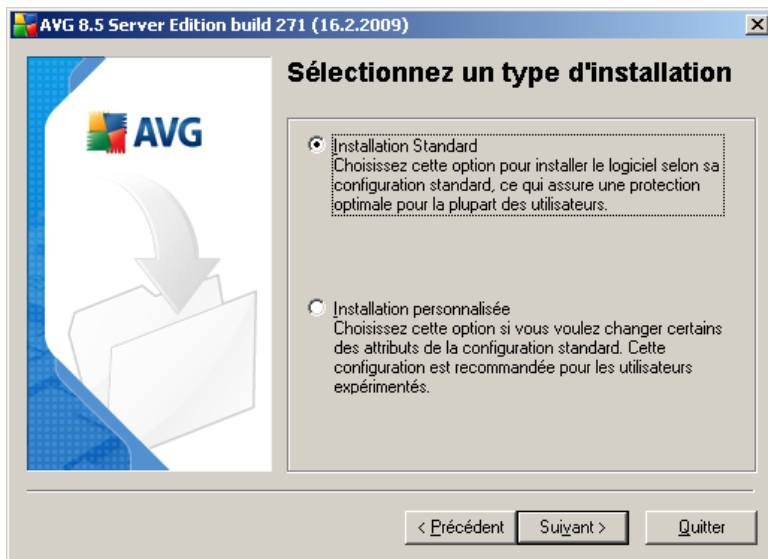 AVG 8.5 Server Edition build 271 (16.2.2009)
Sélectionnez un type d'installation
AVG
Installation Standard
Choisissez cette option pour installer le logiciel selon sa
configuration standard, ce qui assure une protection
optimale pour la plupart des utilisateurs.
Installation personnalisée
Choisissez cette option si vous voulez changer certains
des attributs de la configuration standard. Cette
configuration est recommandée pour les utilisateurs
expérimentés.
< Précédent
Suivant >
Quitter